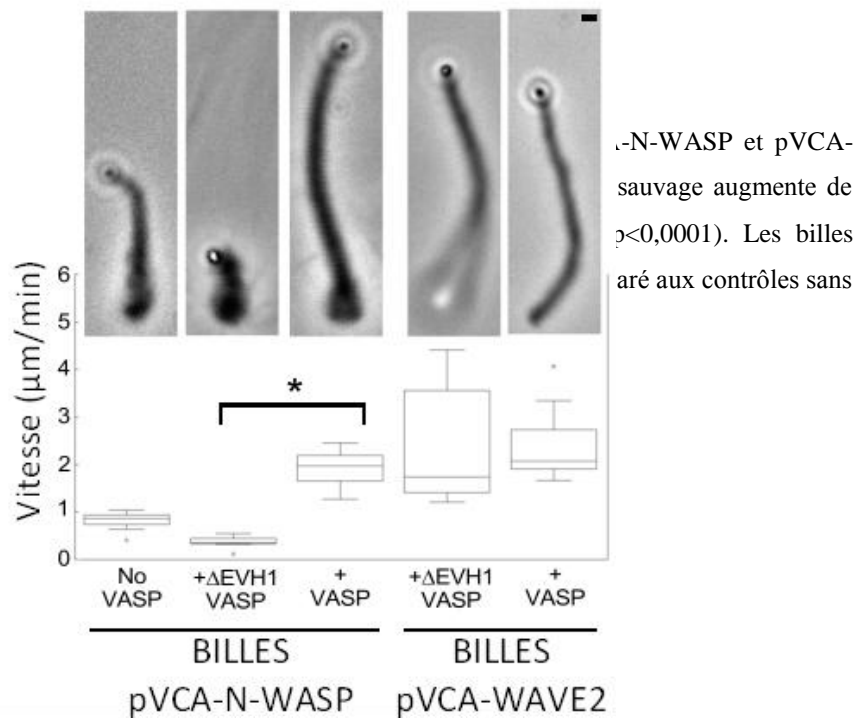 -N-WASP et pVCA-
sauvage augmente de
p<0,0001). Les billes
aré aux contrôles sans
Vitesse (µm/min)
6
5
4
3
2
1
0
*
No VASP
+ΔEVH1 VASP
+ VASP
+ΔEVH1 VASP
+ VASP
BILLES
pVCA-N-WASP
BILLES
pVCA-WAVE2